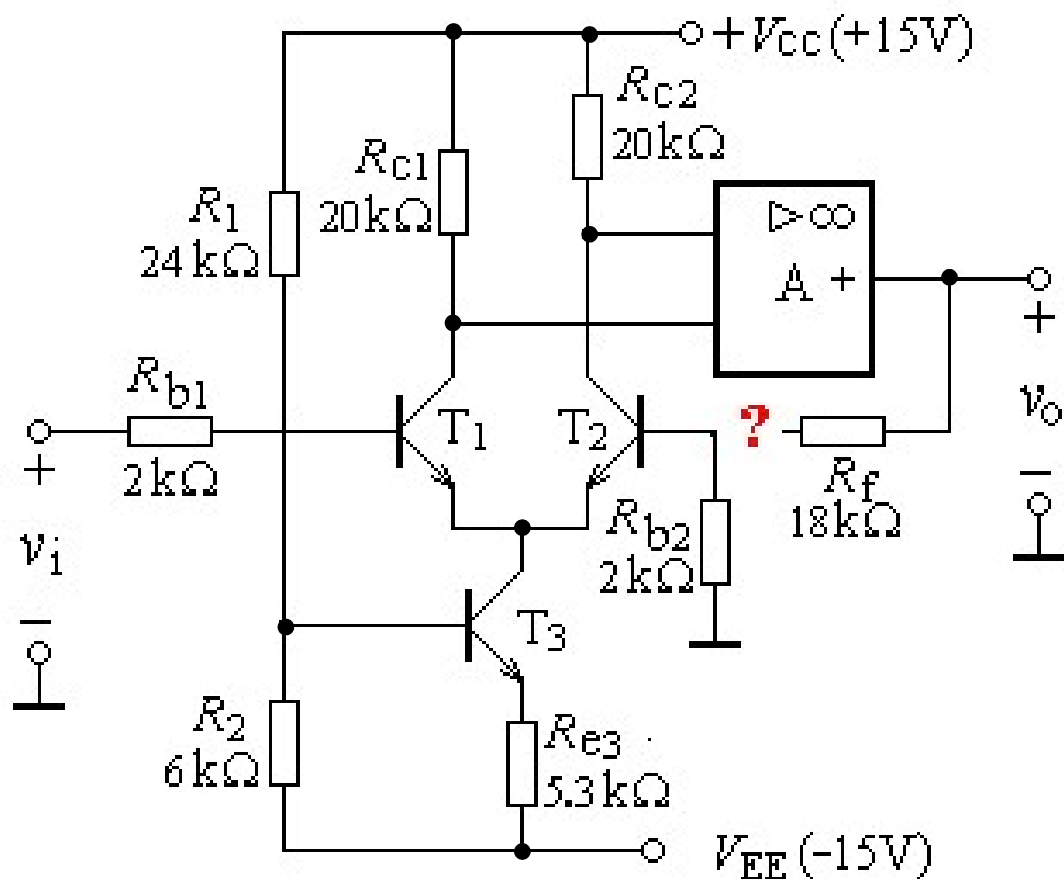 +VCC(+15V)
Rc2
20kΩ
Rc1
20kΩ
R1
24kΩ
▷∞
A +
Rb1
2kΩ
+
T1
T2
?
Rf
18kΩ
+
vo
−
vi
−
Rb2
2kΩ
T3
R2
6kΩ
Re3
5.3kΩ
VEE(-15V)